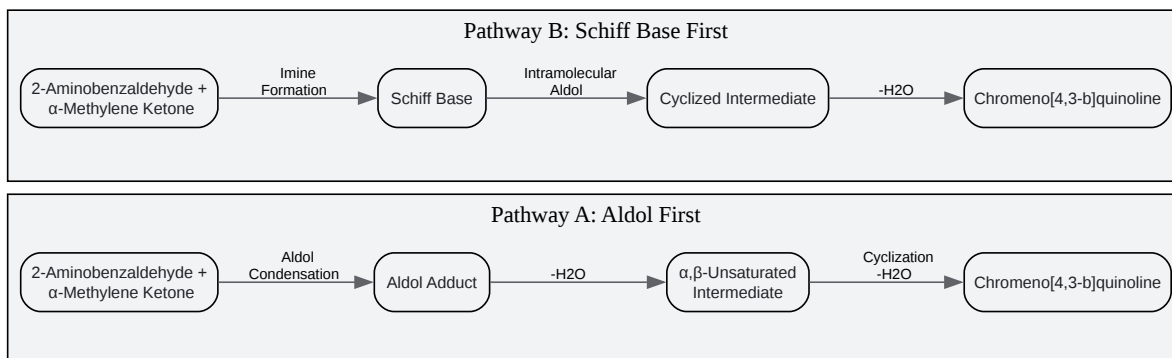 Pathway B: Schiff Base First
2-Aminobenzaldehyde +
α-Methylene Ketone
Imine
Formation
Schiff Base
Intramolecular
Aldol
Cyclized Intermediate
-H2O
Chromeno[4,3-b]quinoline
Pathway A: Aldol First
2-Aminobenzaldehyde +
α-Methylene Ketone
Aldol
Condensation
Aldol Adduct
-H2O
α,β-Unsaturated
Intermediate
Cyclization
-H2O
Chromeno[4,3-b]quinoline